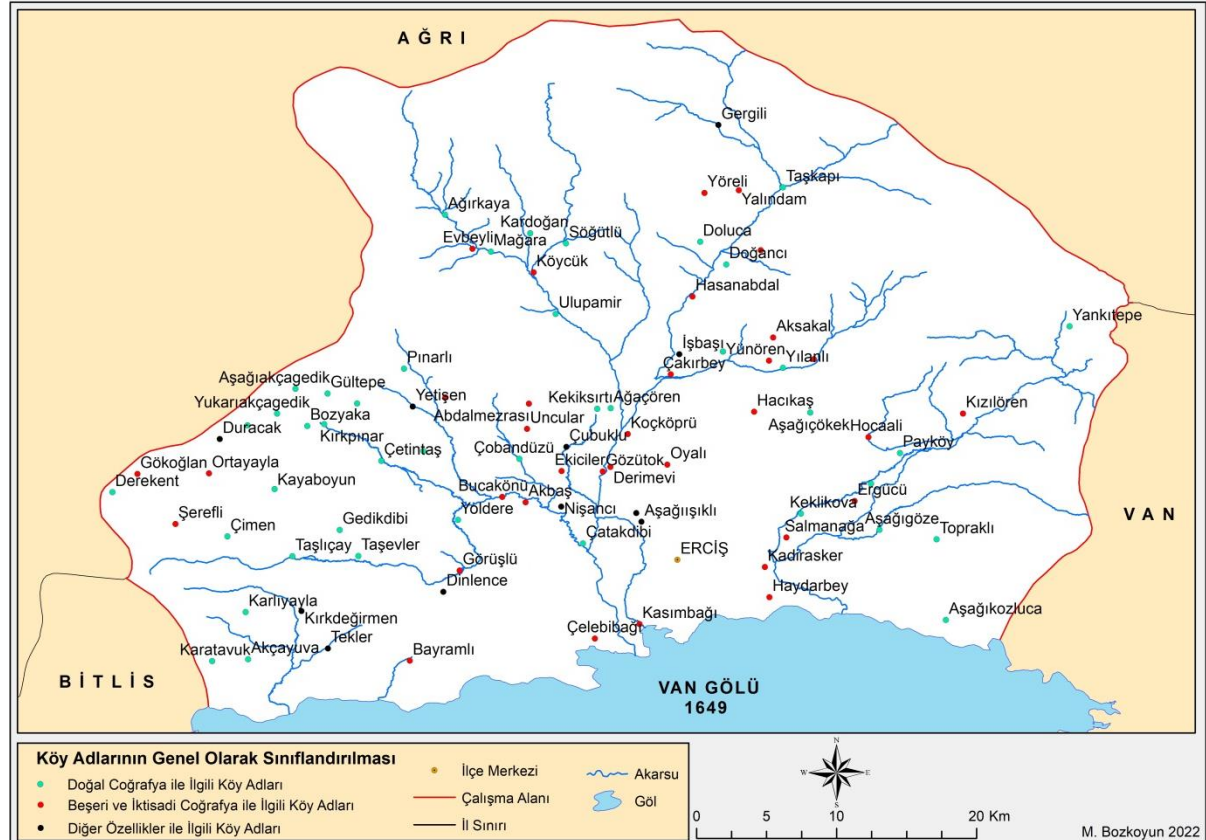 AĞRI
Gergili
Taşkapı
Yöreli
Yalındam
Ağırkaya
Kardoğan
Evbeyli
Mağara
Söğütlü
Doluca
Köycük
Doğancı
Hasanabdal
Ulupamir
Yankıtepe
Aksakal
İşbaşı
Yünören
Yılanlı
Çakırbey
Pınarlı
Aşağıakçagedik
Gültepe
Yetişen
Yukarıakçagedik
Bozyaka
Abdalmezrası
Uncular
Kekiksırtı
Ağaçören
Hacıkaş
Kızılören
Duracak
Kırkpınar
Koçköprü
Aşağıçökek
Hocaali
Çetintaş
Çobandüzü
Çubuklu
Payköy
Gökoğlan
Ortayayla
Ekiciler
Gözütok
Oyalı
Derekent
Kayaboyun
Derimevi
Bucakönü
Akbaş
Nişancı
Aşağıışıklı
Keklikova
Ergücü
VAN
Şerefli
Çimen
Gedikdibi
Yoldere
Çatakdibi
Salmanağa
Aşağıgöze
Topraklı
Taşlıçay
Taşevler
ERCİŞ
Kadirasker
Görüşlü
Dinlence
Haydarbey
Karlıyayla
Kırkdeğirmen
Kasımbağı
Aşağıkozluca
Tekler
Çelebibağı
Karatavuk
Akçayuva
Bayramlı
BİTLİS
VAN GÖLÜ
1649
Köy Adlarının Genel Olarak Sınıflandırılması
Doğal Coğrafya ile İlgili Köy Adları
Beşeri ve İktisadi Coğrafya ile İlgili Köy Adları
Diğer Özellikler ile İlgili Köy Adları
İlçe Merkezi
Çalışma Alanı
İl Sınırı
Akarsu
Göl
N
W
E
S
0 5 10 20 Km
M. Bozkoyun 2022